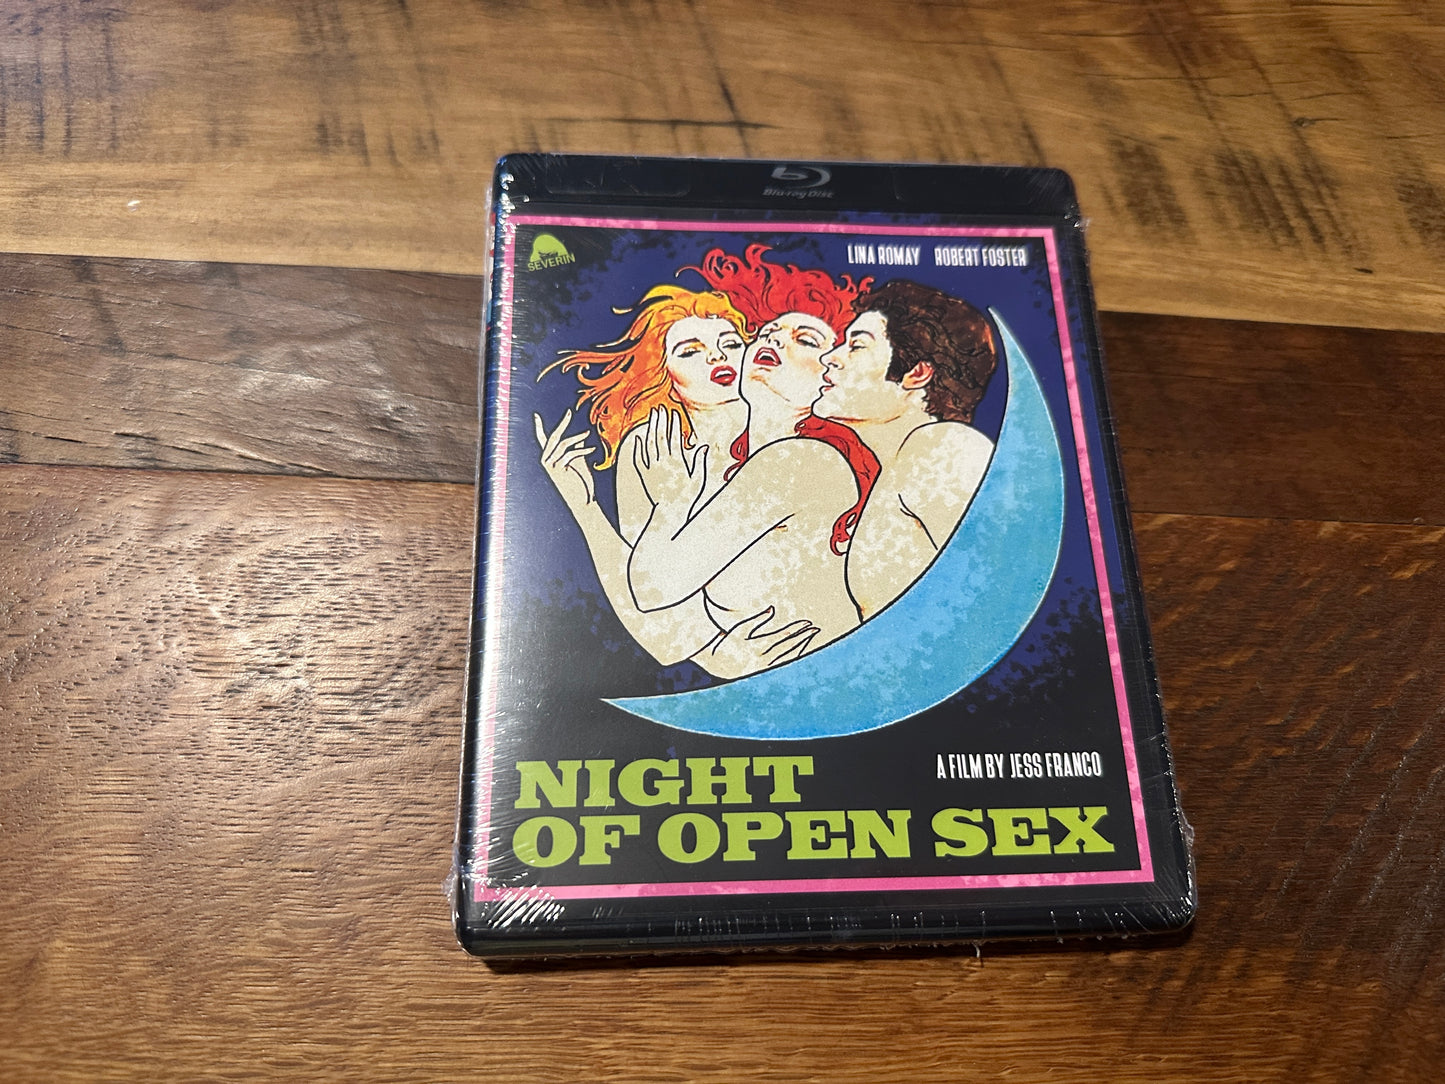 Blu-ray Disc
SEVERIN
LINA ROMAY ROBERT FOSTER
A FILM BY JESS FRANCO
NIGHT
OF OPEN SEX